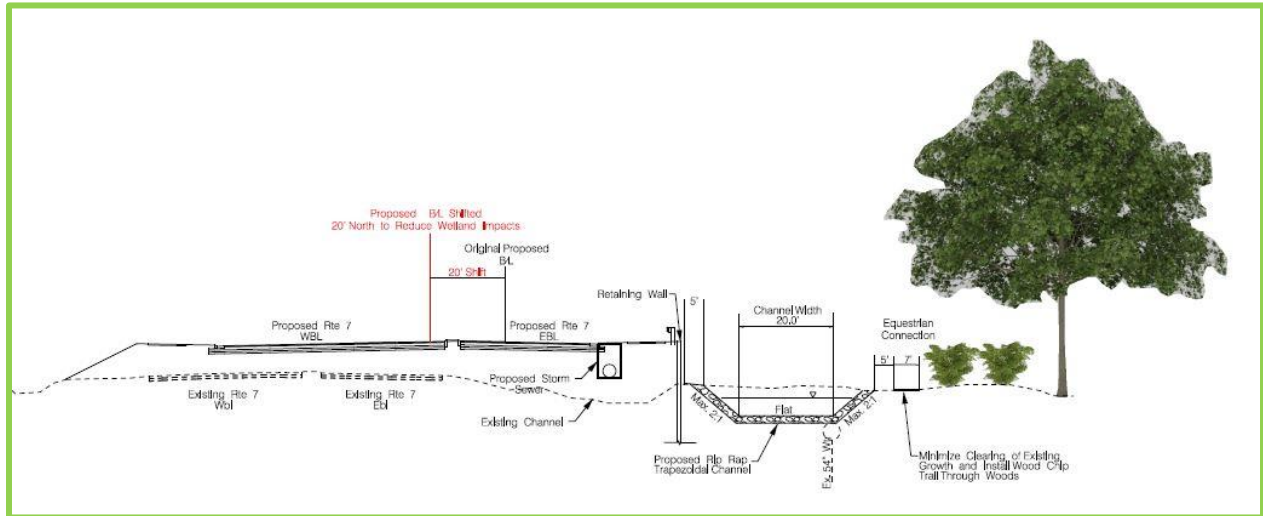 Proposed B/L Shifted
20' North to Reduce Wetland Impacts
Original Proposed
B/L
20' Shift
Retaining Wall
5'
Channel Width
20.0'
Equestrian
Connection
5'
7'
Proposed Rte 7
WBL
Proposed Rte 7
EBL
Proposed Storm
Sewer
Existing Rte 7
Wbl
Existing Rte 7
Ebl
Existing Channel
Max. 2:1
Flat
Max. 2:1
Proposed Rip Rap
Trapezoidal Channel
Ex. 54" Wtr
Minimize Clearing of Existing
Growth and Install Wood Chip
Trail Through Woods